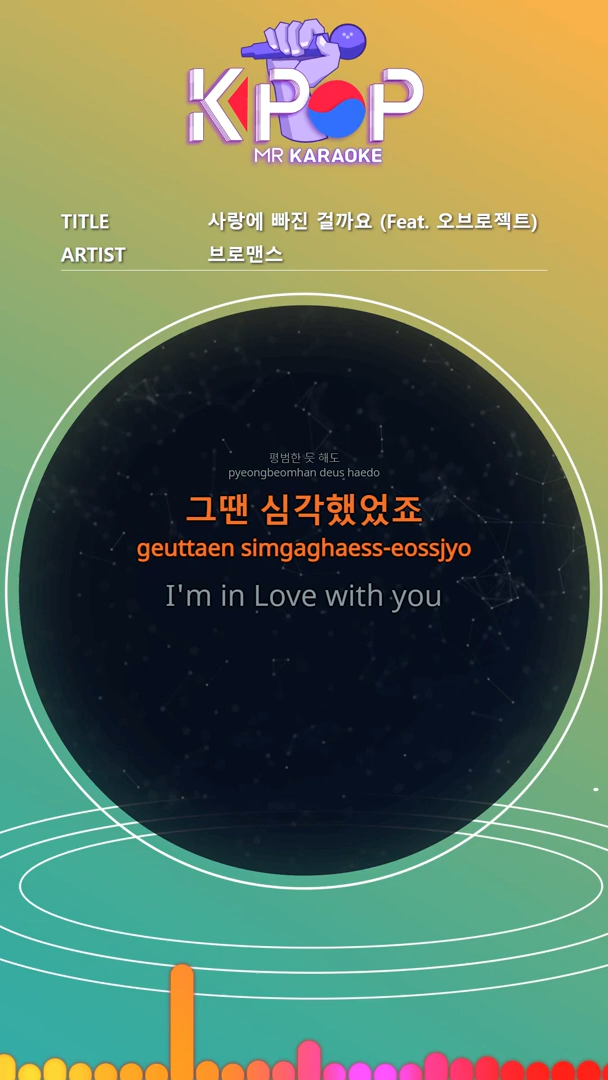 KPOP
MR KARAOKE
TITLE 사랑에 빠진 걸까요 (Feat. 오브로젝트)
ARTIST 브로맨스
평범한 듯 해도
pyeongbeomhan deus haedo
그땐 심각했었죠
geuttaen simgaghaess-eossjyo
I'm in Love with you